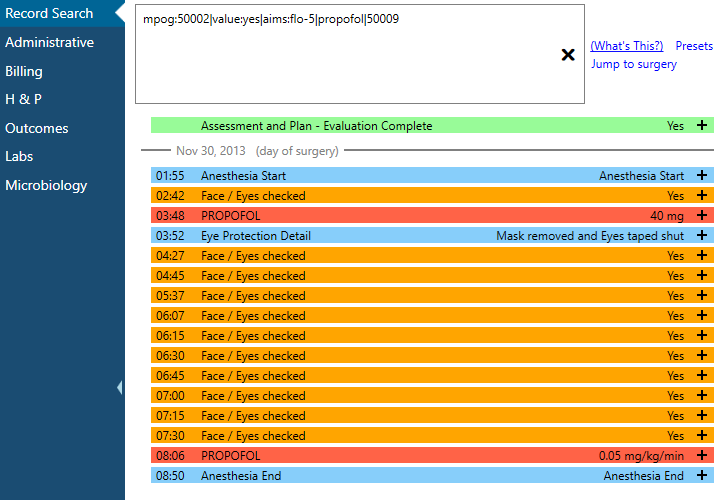 Record Search
Administrative
Billing
H & P
Outcomes
Labs
Microbiology
mpog:50002|value:yes|aims:flo-5|propofol|50009
(What's This?) Presets
Jump to surgery
Assessment and Plan - Evaluation Complete Yes
Nov 30, 2013 (day of surgery)
01:55 Anesthesia Start Anesthesia Start
02:42 Face / Eyes checked Yes
03:48 PROPOFOL 40 mg
03:52 Eye Protection Detail Mask removed and Eyes taped shut
04:27 Face / Eyes checked Yes
04:45 Face / Eyes checked Yes
05:37 Face / Eyes checked Yes
06:07 Face / Eyes checked Yes
06:15 Face / Eyes checked Yes
06:30 Face / Eyes checked Yes
06:45 Face / Eyes checked Yes
07:00 Face / Eyes checked Yes
07:15 Face / Eyes checked Yes
07:30 Face / Eyes checked Yes
08:06 PROPOFOL 0.05 mg/kg/min
08:50 Anesthesia End Anesthesia End